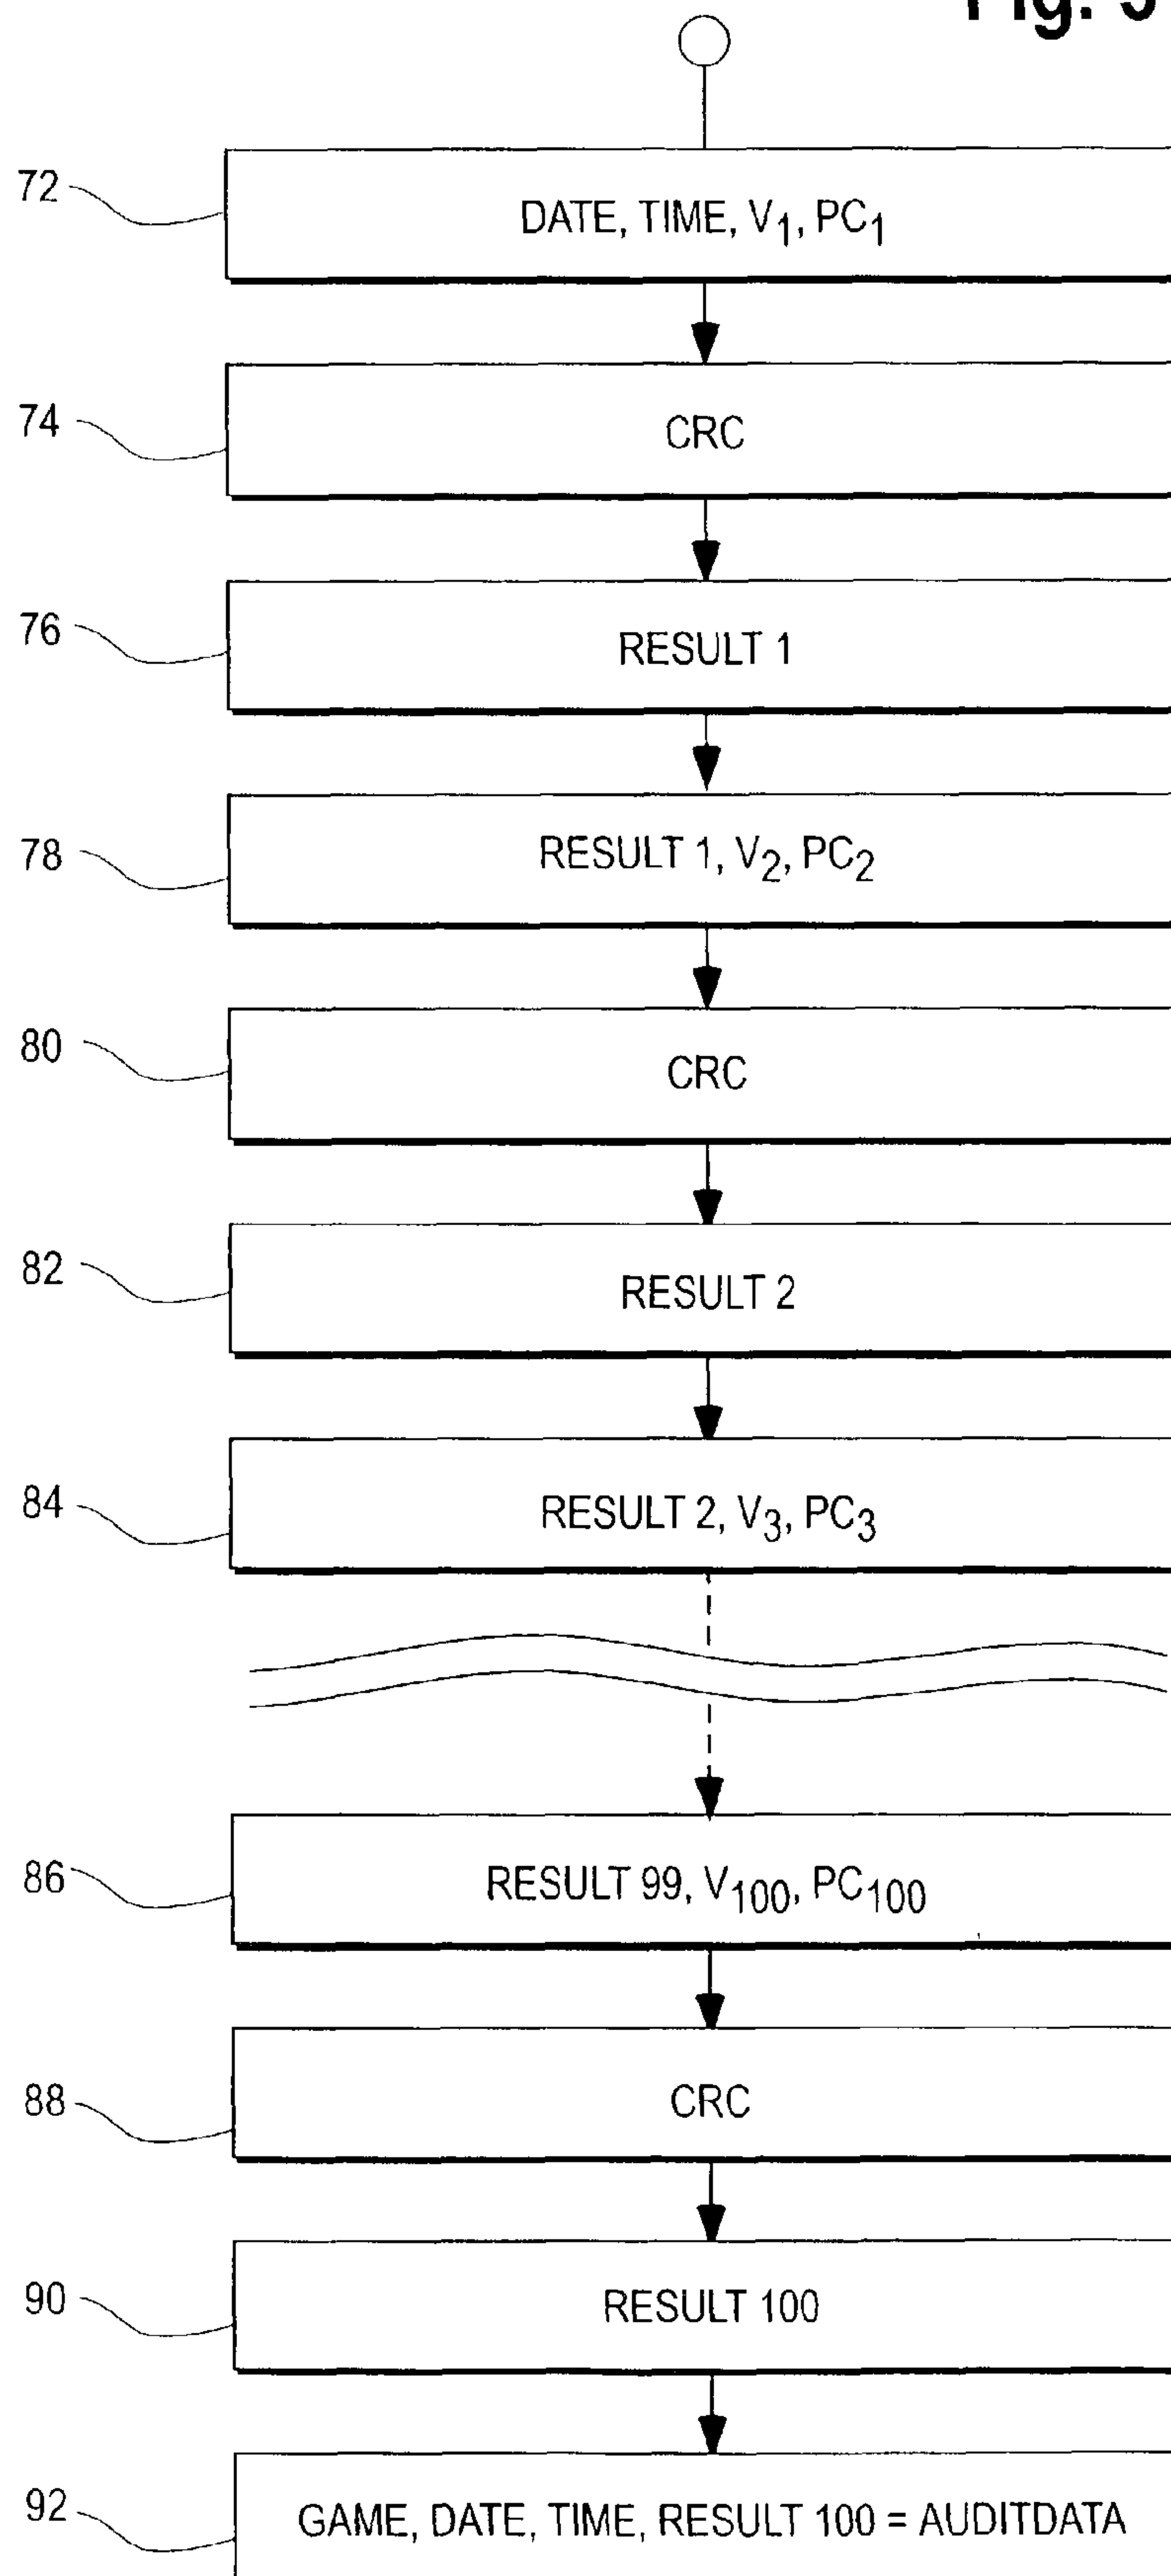 Fig. 5
72
DATE, TIME, V₁, PC₁
74
CRC
76
RESULT 1
78
RESULT 1, V₂, PC₂
80
CRC
82
RESULT 2
84
RESULT 2, V₃, PC₃
86
RESULT 99, V₁₀₀, PC₁₀₀
88
CRC
90
RESULT 100
92
GAME, DATE, TIME, RESULT 100 = AUDITDATA